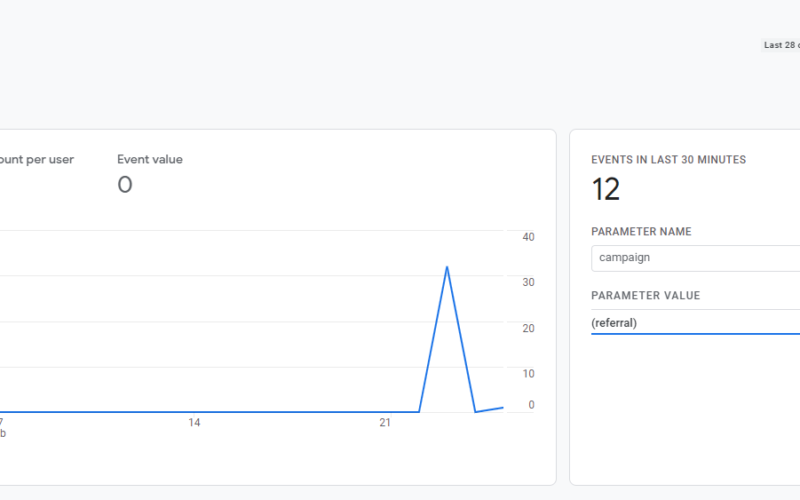 Last 28
ount per user
Event value
0
40
30
20
10
0
7
b
14
21
EVENTS IN LAST 30 MINUTES
12
PARAMETER NAME
campaign
PARAMETER VALUE
(referral)